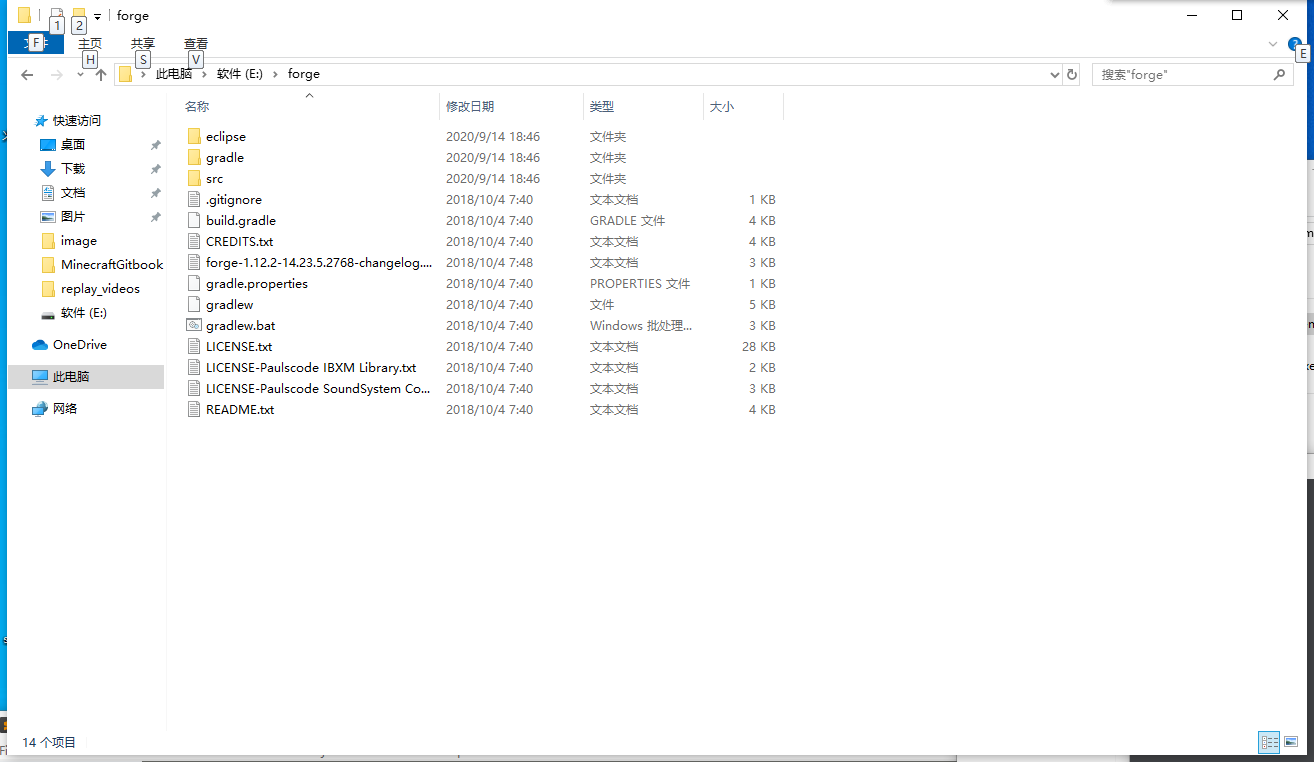 forge
1 2
文件 主页 共享 查看
F H S V E
此电脑 软件 (E:) forge
搜索"forge"
名称 修改日期 类型 大小
快速访问
桌面
下载
文档
图片
image
MinecraftGitbook
replay_videos
软件 (E:)
OneDrive
此电脑
网络
eclipse 2020/9/14 18:46 文件夹
gradle 2020/9/14 18:46 文件夹
src 2020/9/14 18:46 文件夹
.gitignore 2018/10/4 7:40 文本文档 1 KB
build.gradle 2018/10/4 7:40 GRADLE 文件 4 KB
CREDITS.txt 2018/10/4 7:40 文本文档 4 KB
forge-1.12.2-14.23.5.2768-changelog.... 2018/10/4 7:48 文本文档 3 KB
gradle.properties 2018/10/4 7:40 PROPERTIES 文件 1 KB
gradlew 2018/10/4 7:40 文件 5 KB
gradlew.bat 2018/10/4 7:40 Windows 批处理... 3 KB
LICENSE.txt 2018/10/4 7:40 文本文档 28 KB
LICENSE-Paulscode IBXM Library.txt 2018/10/4 7:40 文本文档 2 KB
LICENSE-Paulscode SoundSystem Co... 2018/10/4 7:40 文本文档 3 KB
README.txt 2018/10/4 7:40 文本文档 4 KB
14 个项目